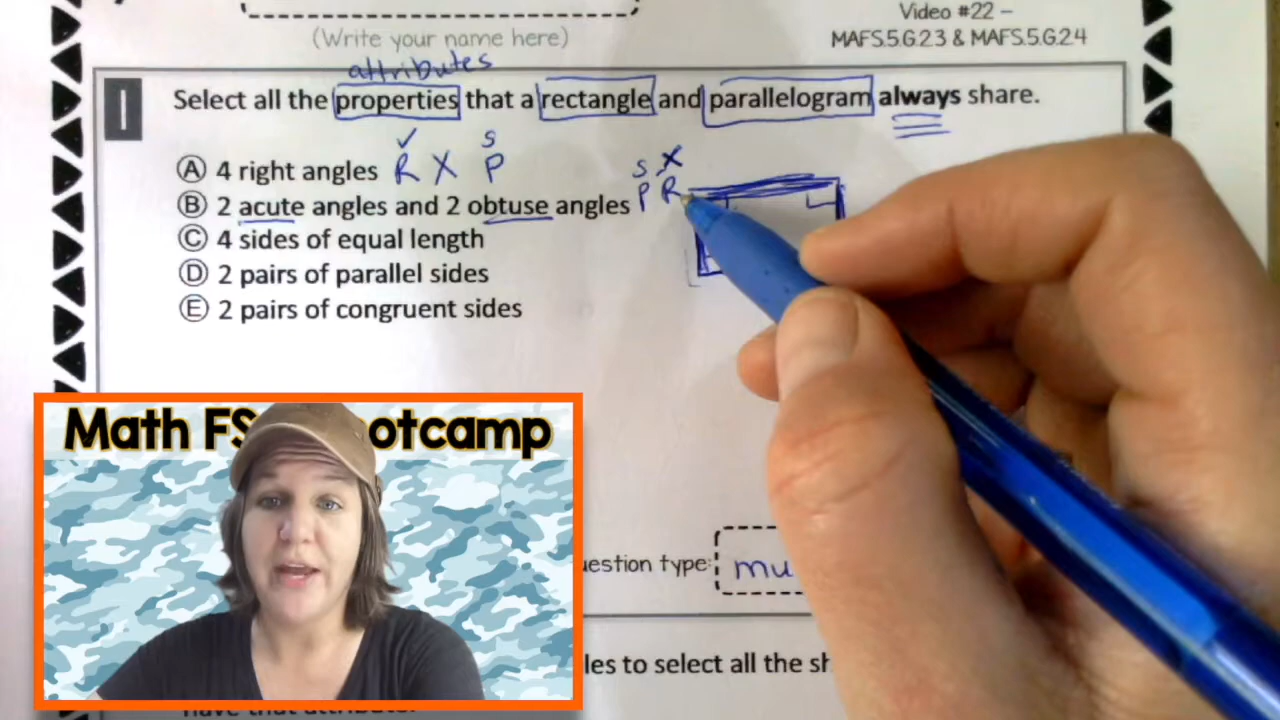 Video #22 –
(Write your name here)
MAFS.5.G.2.3 & MAFS.5.G.2.4
attributes
1 Select all the properties that a rectangle and parallelogram always share.
✓ S
Ⓐ 4 right angles R X P
S X
Ⓑ 2 acute angles and 2 obtuse angles P R
Ⓒ 4 sides of equal length
Ⓓ 2 pairs of parallel sides
Ⓔ 2 pairs of congruent sides
Math FS otcamp
uestion type: mu
les to select all the sh
have that attribute.